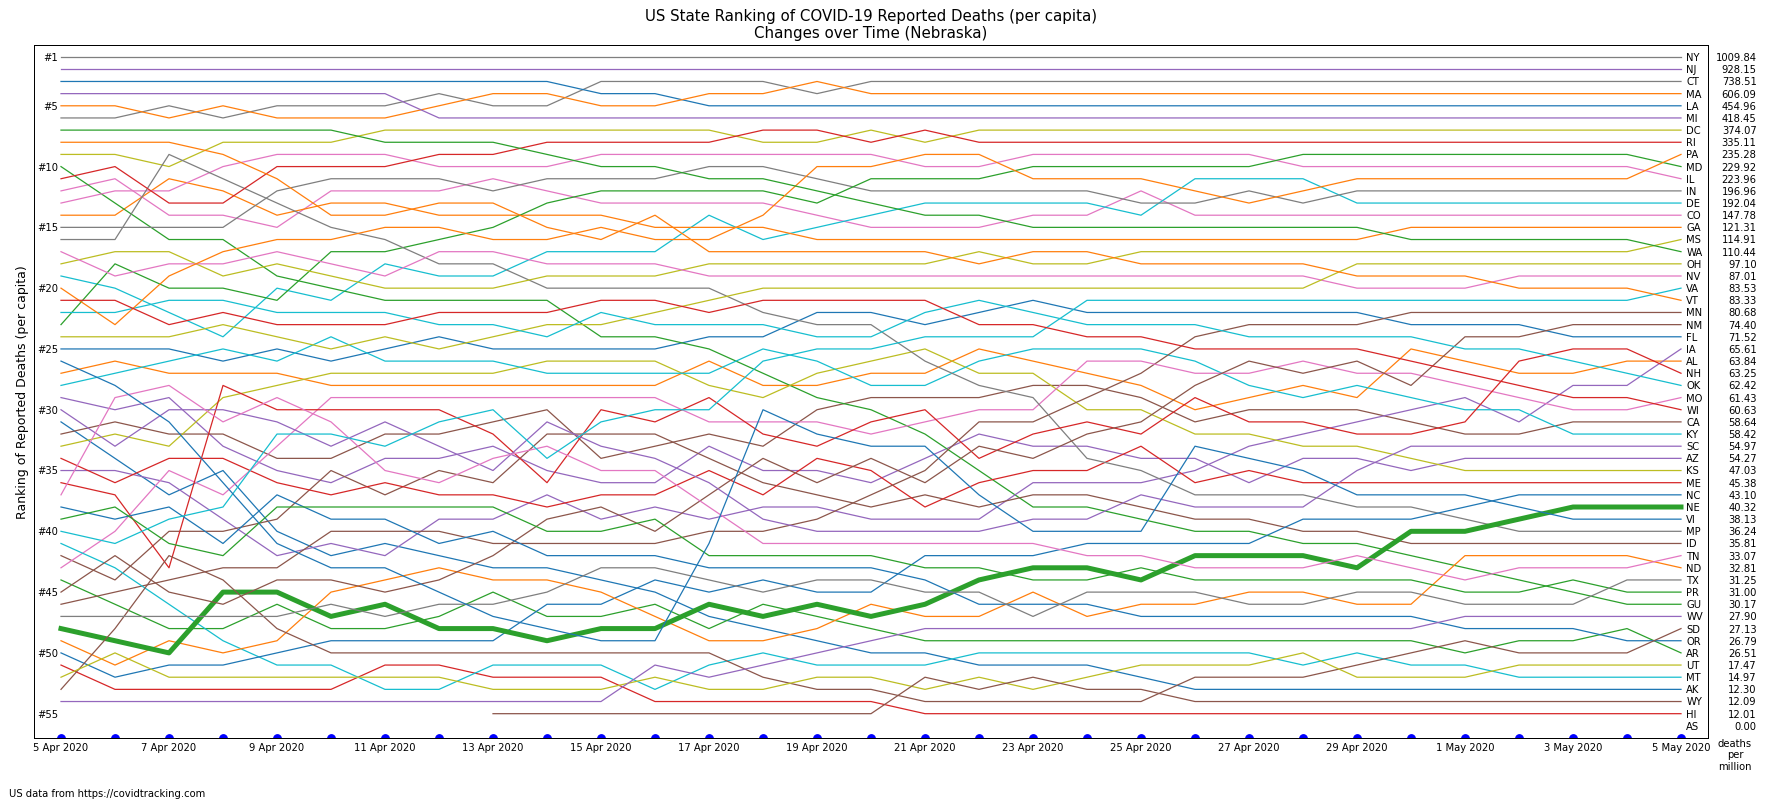 US State Ranking of COVID-19 Reported Deaths (per capita)
Changes over Time (Nebraska)
Ranking of Reported Deaths (per capita)
#1
#5
#10
#15
#20
#25
#30
#35
#40
#45
#50
#55
NY 1009.84
NJ 928.15
CT 738.51
MA 606.09
LA 454.96
MI 418.45
DC 374.07
RI 335.11
PA 235.28
MD 229.92
IL 223.96
IN 196.96
DE 192.04
CO 147.78
GA 121.31
MS 114.91
WA 110.44
OH 97.10
NV 87.01
VA 83.53
VT 83.33
MN 80.68
NM 74.40
FL 71.52
IA 65.61
AL 63.84
NH 63.25
OK 62.42
MO 61.43
WI 60.63
CA 58.64
KY 58.42
SC 54.97
AZ 54.27
KS 47.03
ME 45.38
NC 43.10
NE 40.32
VI 38.13
MP 36.24
ID 35.81
TN 33.07
ND 32.81
TX 31.25
PR 31.00
GU 30.17
WV 27.90
SD 27.13
OR 26.79
AR 26.51
UT 17.47
MT 14.97
AK 12.30
WY 12.09
HI 12.01
AS 0.00
5 Apr 2020 7 Apr 2020 9 Apr 2020 11 Apr 2020 13 Apr 2020 15 Apr 2020 17 Apr 2020 19 Apr 2020 21 Apr 2020 23 Apr 2020 25 Apr 2020 27 Apr 2020 29 Apr 2020 1 May 2020 3 May 2020 5 May 2020
deaths
per
million
US data from https://covidtracking.com